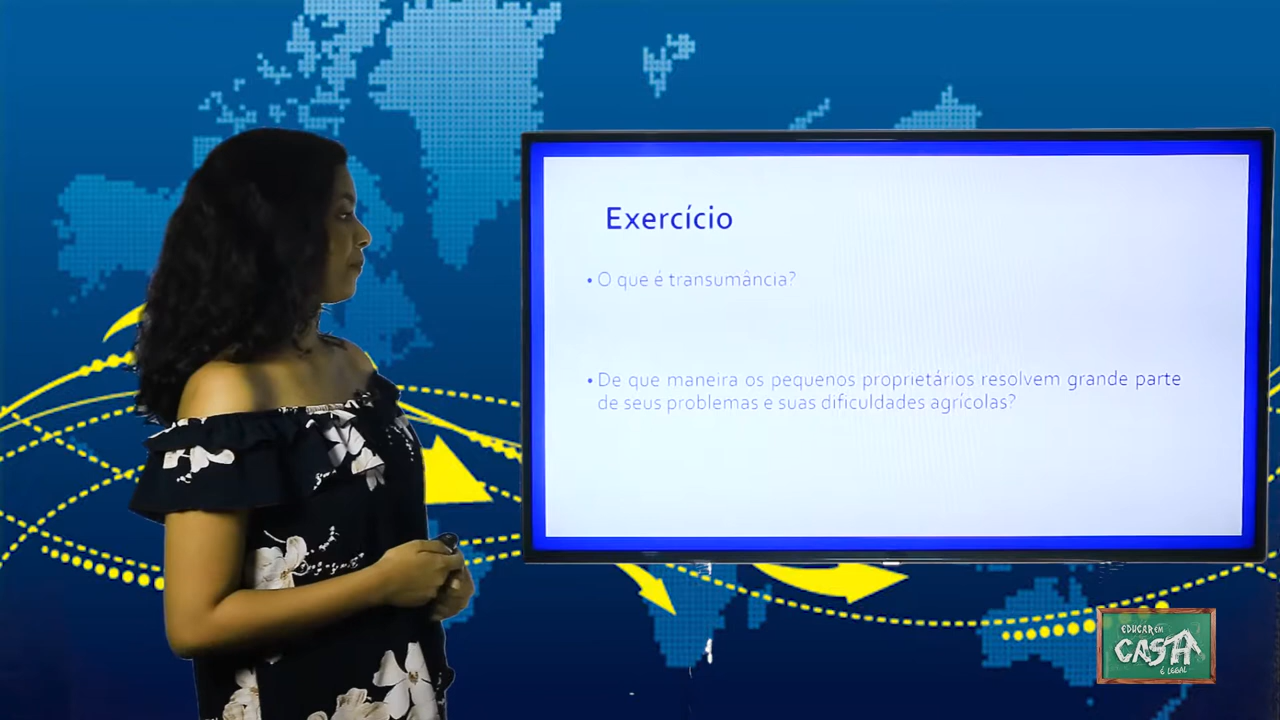 Exercício
• O que é transumância?
• De que maneira os pequenos proprietários resolvem grande parte
de seus problemas e suas dificuldades agrícolas?
EDUCAR EM
CASA
É LEGAL